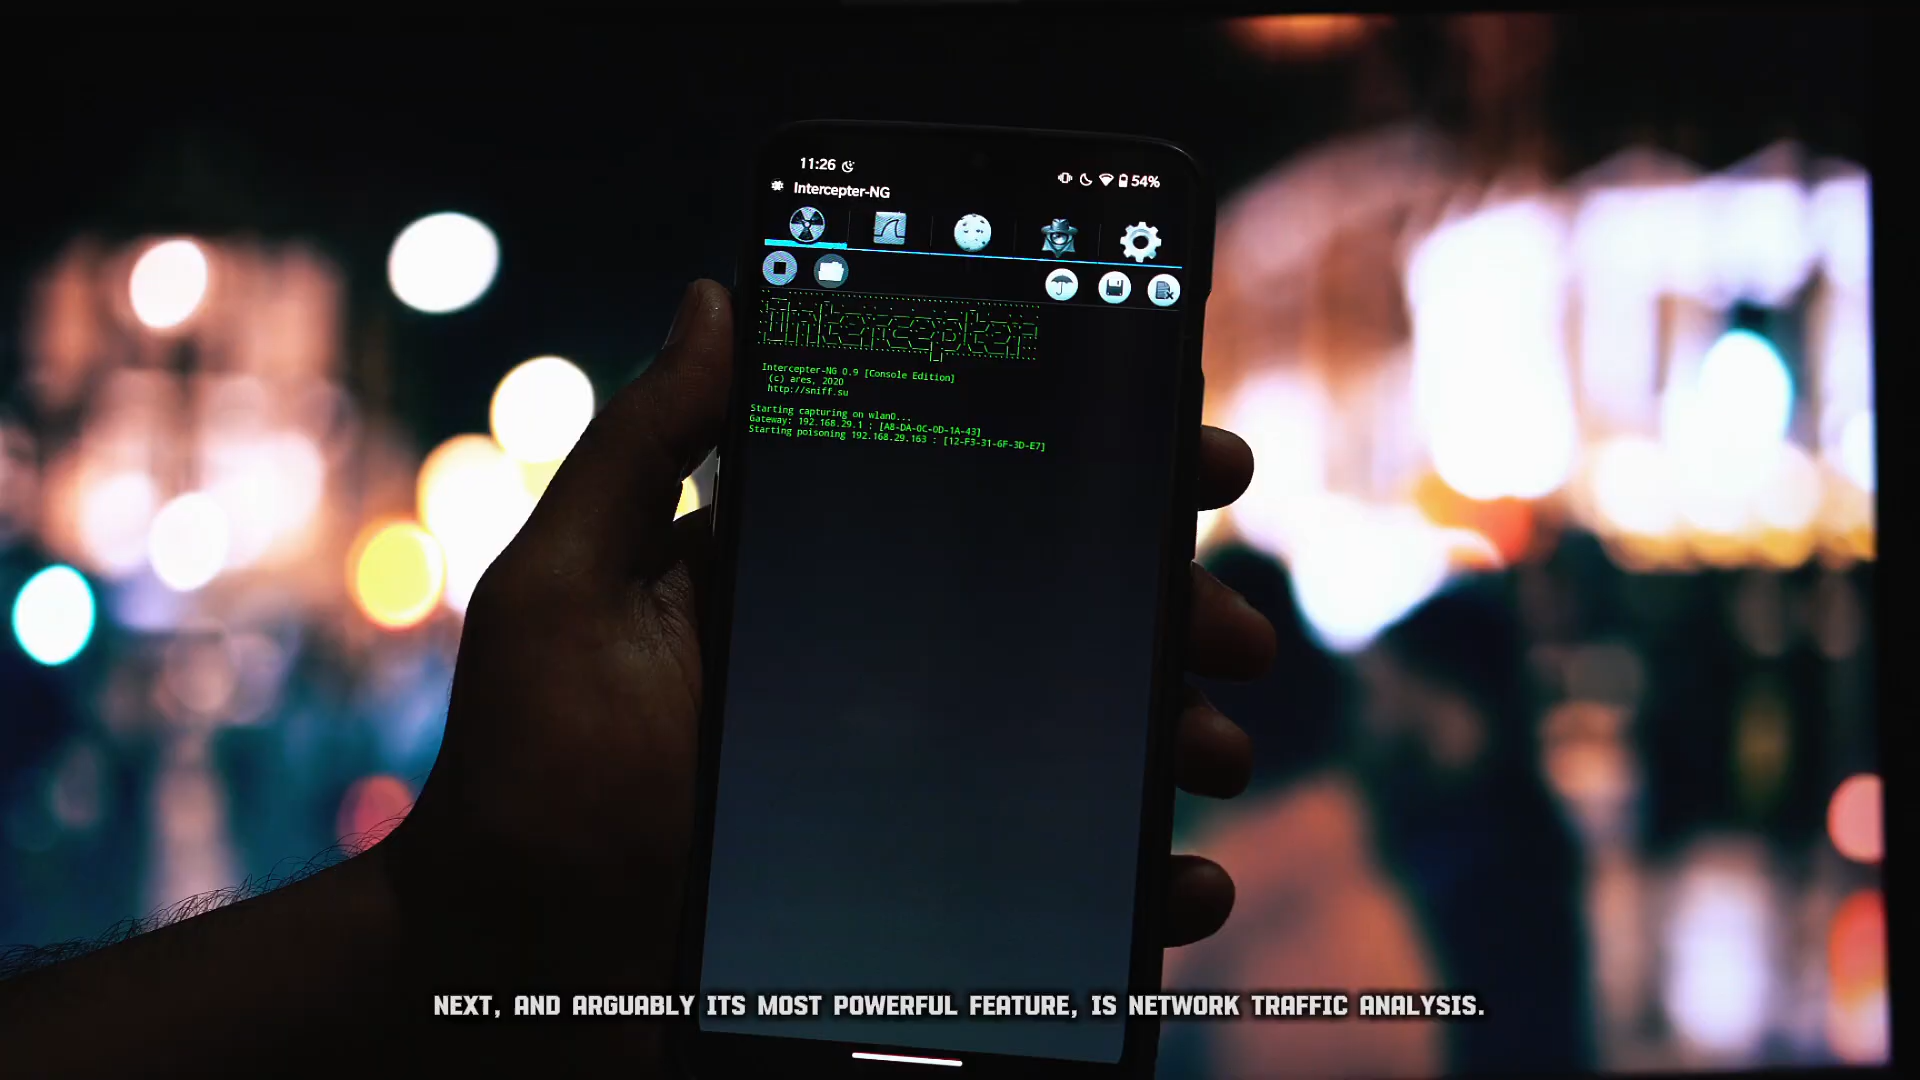 11:26
54%
Intercepter-NG
Intercepter
Intercepter-NG 0.9 [Console Edition]
(c) ares, 2020
http://sniff.su
Starting capturing on wlan0...
Gateway: 192.168.29.1 : [A8-DA-0C-0D-1A-43]
Starting poisoning 192.168.29.163 : [12-F3-31-6F-3D-E7]
NEXT, AND ARGUABLY ITS MOST POWERFUL FEATURE, IS NETWORK TRAFFIC ANALYSIS.